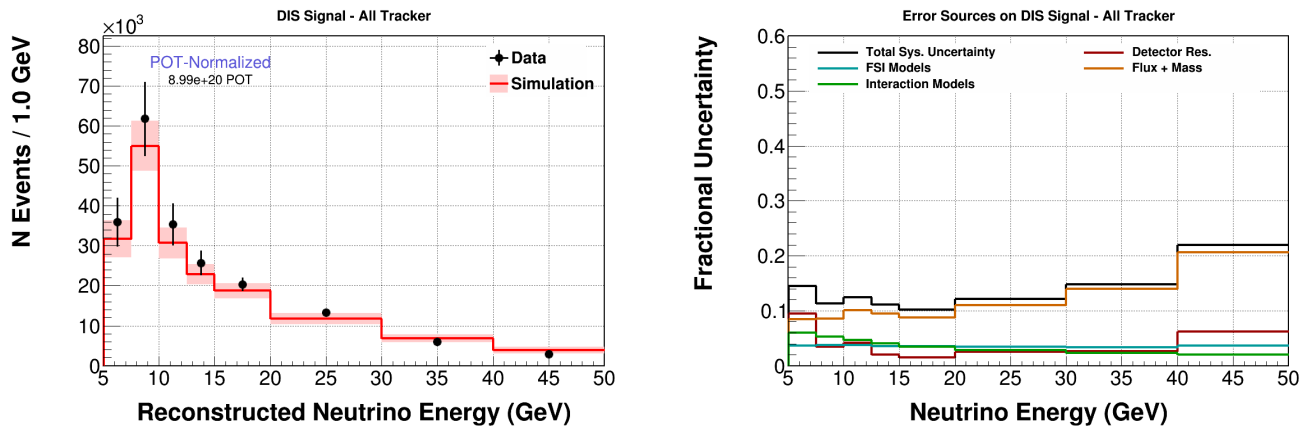 DIS Signal - All Tracker
×10³
80
70
60
50
40
30
20
10
0
N Events / 1.0 GeV
POT-Normalized
8.99e+20 POT
Data
Simulation
5 10 15 20 25 30 35 40 45 50
Reconstructed Neutrino Energy (GeV)
Error Sources on DIS Signal - All Tracker
0.6
0.5
0.4
0.3
0.2
0.1
0
Fractional Uncertainty
Total Sys. Uncertainty
FSI Models
Interaction Models
Detector Res.
Flux + Mass
5 10 15 20 25 30 35 40 45 50
Neutrino Energy (GeV)